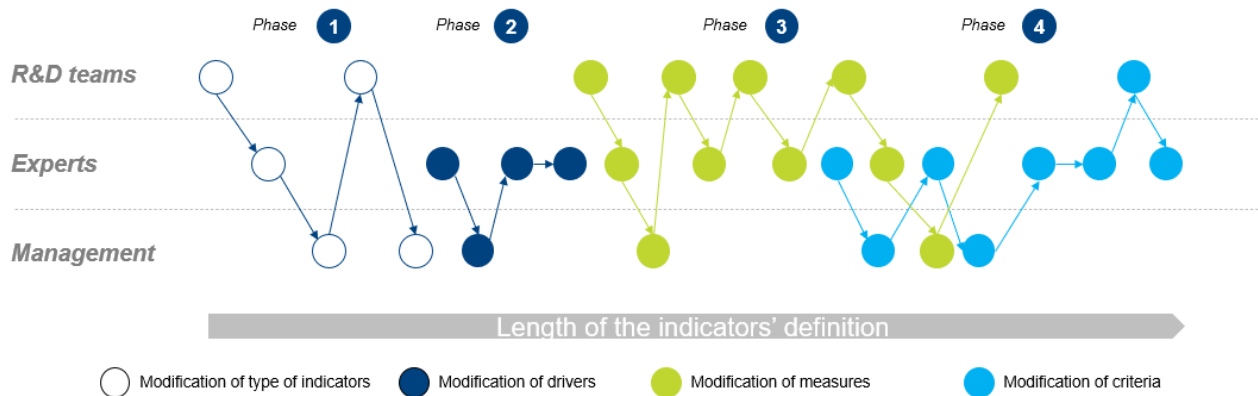 Phase 1
Phase 2
Phase 3
Phase 4
R&D teams
Experts
Management
Length of the indicators' definition
Modification of type of indicators
Modification of drivers
Modification of measures
Modification of criteria